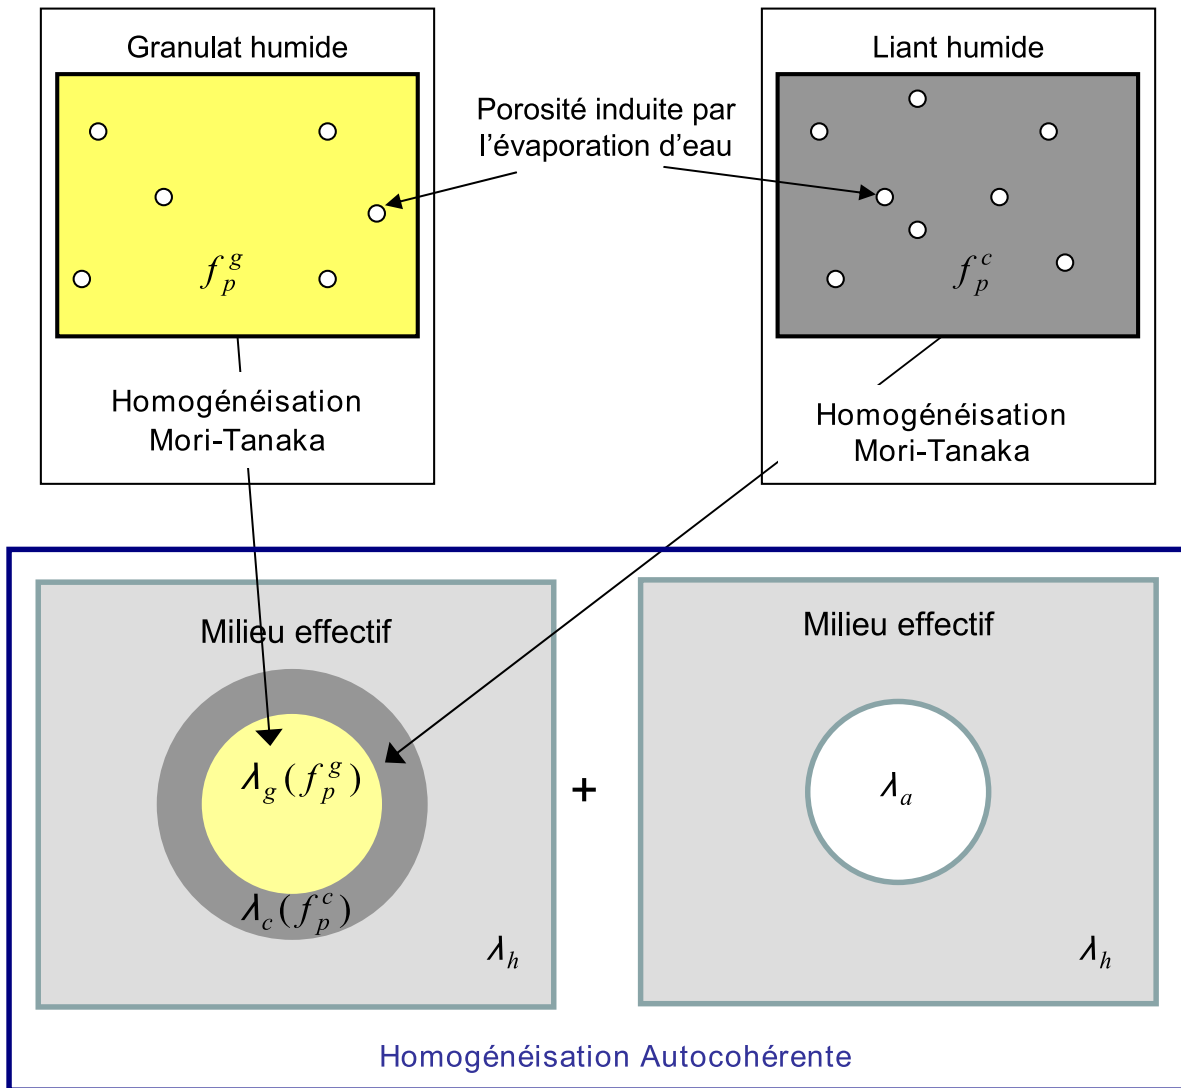 Granulat humide
Liant humide
Porosité induite par
l’évaporation d’eau
f_p^g
f_p^c
Homogénéisation
Mori-Tanaka
Homogénéisation
Mori-Tanaka
Milieu effectif
Milieu effectif
λ_g(f_p^g)
+
λ_a
λ_c(f_p^c)
λ_h
λ_h
Homogénéisation Autocohérente